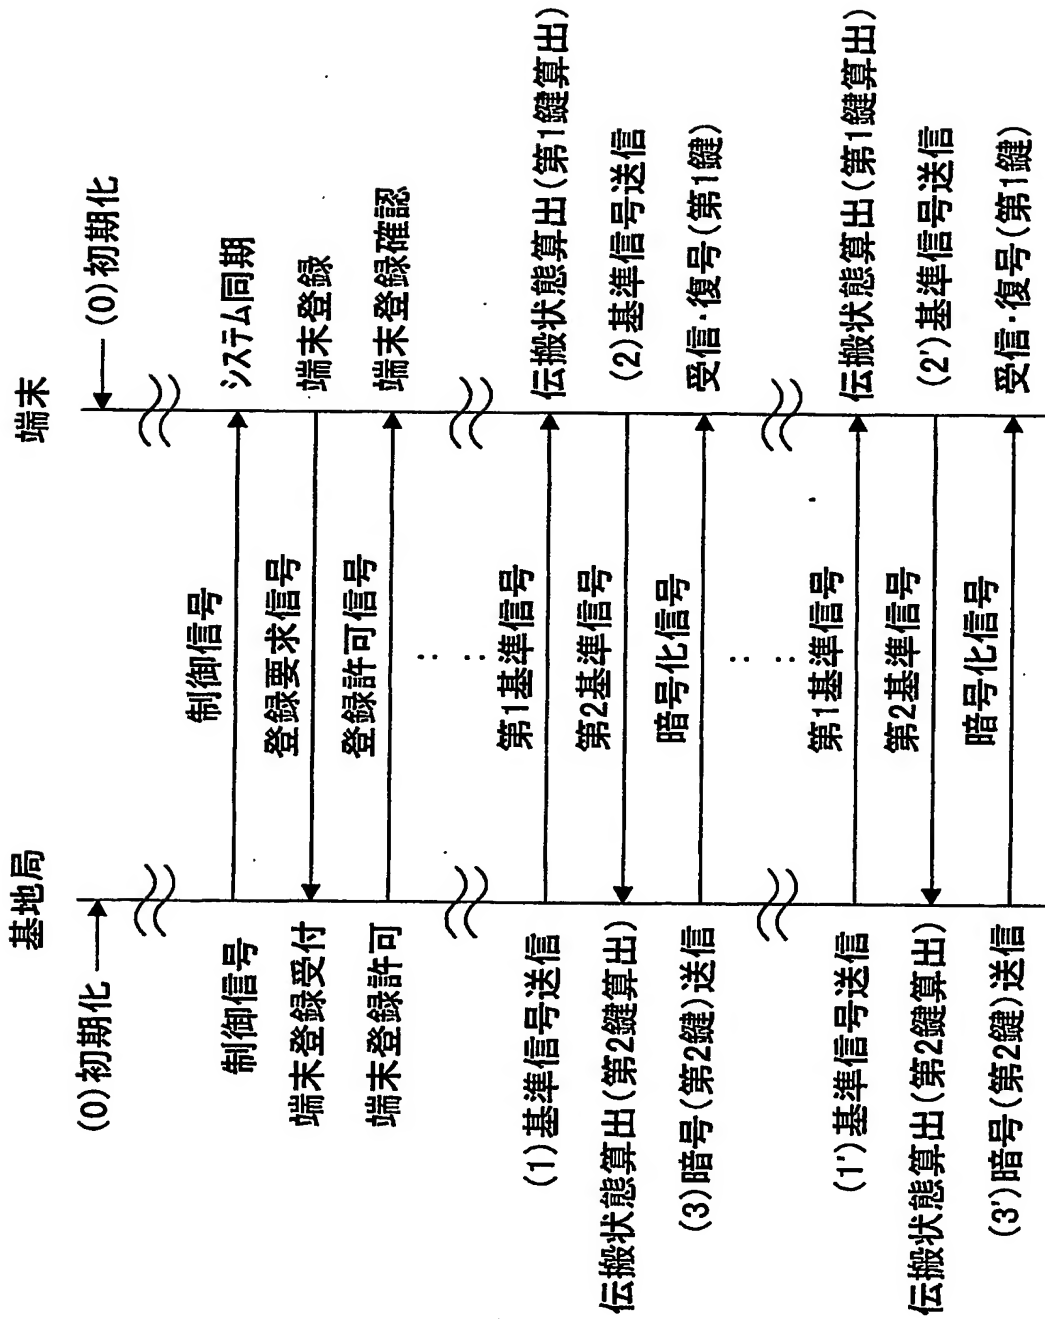 基地局
端末
(0)初期化
(0)初期化
制御信号
制御信号
システム同期
端末登録受付
登録要求信号
端末登録
端末登録許可
登録許可信号
端末登録確認
: :
(1)基準信号送信
第1基準信号
伝搬状態算出(第1鍵算出)
伝搬状態算出(第2鍵算出)
第2基準信号
(2)基準信号送信
(3)暗号(第2鍵)送信
暗号化信号
受信・復号(第1鍵)
: :
(1')基準信号送信
第1基準信号
伝搬状態算出(第1鍵算出)
伝搬状態算出(第2鍵算出)
第2基準信号
(2')基準信号送信
(3')暗号(第2鍵)送信
暗号化信号
受信・復号(第1鍵)